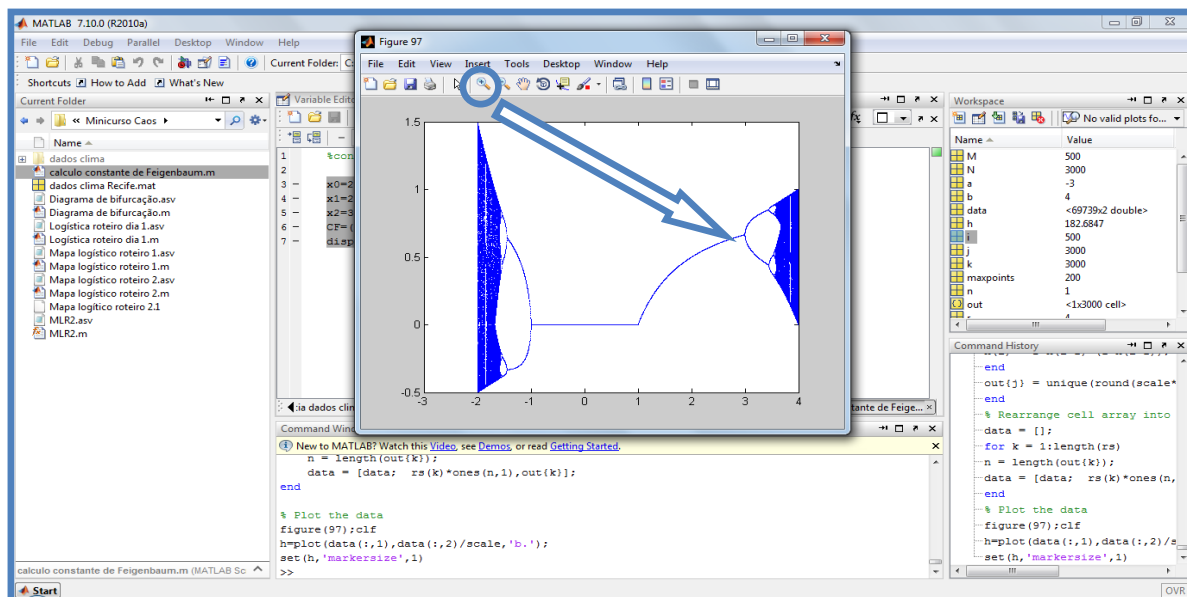 MATLAB 7.10.0 (R2010a)
File Edit Debug Parallel Desktop Window Help
Current Folder: C:
Shortcuts How to Add What's New
Current Folder
« Minicurso Caos
Name
dados clima
calculo constante de Feigenbaum.m
dados clima Recife.mat
Diagrama de bifurcação.asv
Diagrama de bifurcação.m
Logística roteiro dia 1.asv
Logística roteiro dia 1.m
Mapa logístico roteiro 1.asv
Mapa logístico roteiro 1.m
Mapa logístico roteiro 2.asv
Mapa logístico roteiro 2.m
Mapa logístico roteiro 2.1
MLR2.asv
MLR2.m
calculo constante de Feigenbaum.m (MATLAB Sc
Start
Variable Edito
1 %con
2
3 – x0=2
4 – x1=2
5 – x2=3
6 – CF=(
7 – disp
:ia dados clin
tante de Feige...
Figure 97
File Edit View Insert Tools Desktop Window Help
1.5
1
0.5
0
-0.5
-3 -2 -1 0 1 2 3 4
Command Wind
New to MATLAB? Watch this Video, see Demos, or read Getting Started.
n = length(out{k});
data = [data; rs(k)*ones(n,1),out{k}];
end
% Plot the data
figure(97);clf
h=plot(data(:,1),data(:,2)/scale,'b.');
set(h,'markersize',1)
>>
Workspace
No valid plots fo...
Name Value
M 500
N 3000
a -3
b 4
data <69739x2 double>
h 182.6847
i 500
j 3000
k 3000
maxpoints 200
n 1
out <1x3000 cell>
Command History
end
out{j} = unique(round(scale*
end
% Rearrange cell array into
data = [];
for k = 1:length(rs)
n = length(out{k});
data = [data; rs(k)*ones(n,
end
% Plot the data
figure(97);clf
h=plot(data(:,1),data(:,2)/s
set(h,'markersize',1)
OVR